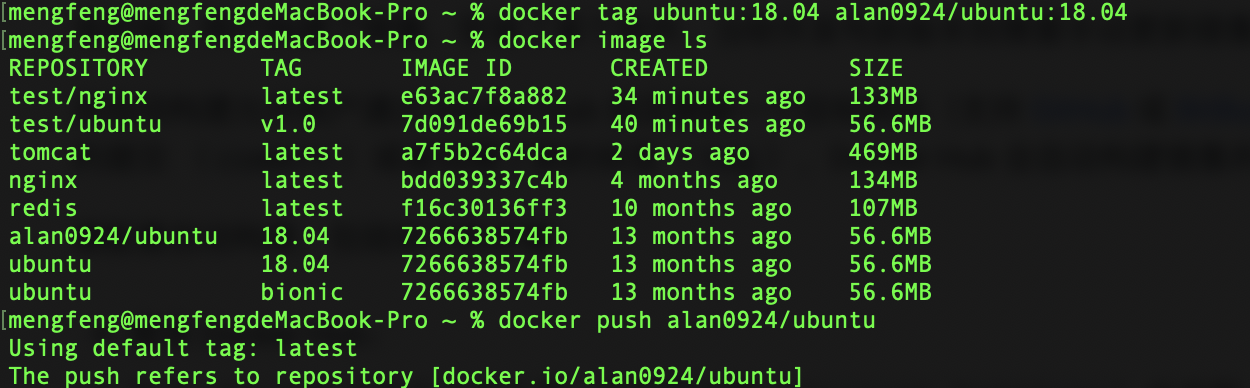 [mengfeng@mengfengdeMacBook-Pro ~ % docker tag ubuntu:18.04 alan0924/ubuntu:18.04
[mengfeng@mengfengdeMacBook-Pro ~ % docker image ls
REPOSITORY TAG IMAGE ID CREATED SIZE
test/nginx latest e63ac7f8a882 34 minutes ago 133MB
test/ubuntu v1.0 7d091de69b15 40 minutes ago 56.6MB
tomcat latest a7f5b2c64dca 2 days ago 469MB
nginx latest bdd039337c4b 4 months ago 134MB
redis latest f16c30136ff3 10 months ago 107MB
alan0924/ubuntu 18.04 7266638574fb 13 months ago 56.6MB
ubuntu 18.04 7266638574fb 13 months ago 56.6MB
ubuntu bionic 7266638574fb 13 months ago 56.6MB
[mengfeng@mengfengdeMacBook-Pro ~ % docker push alan0924/ubuntu
Using default tag: latest
The push refers to repository [docker.io/alan0924/ubuntu]